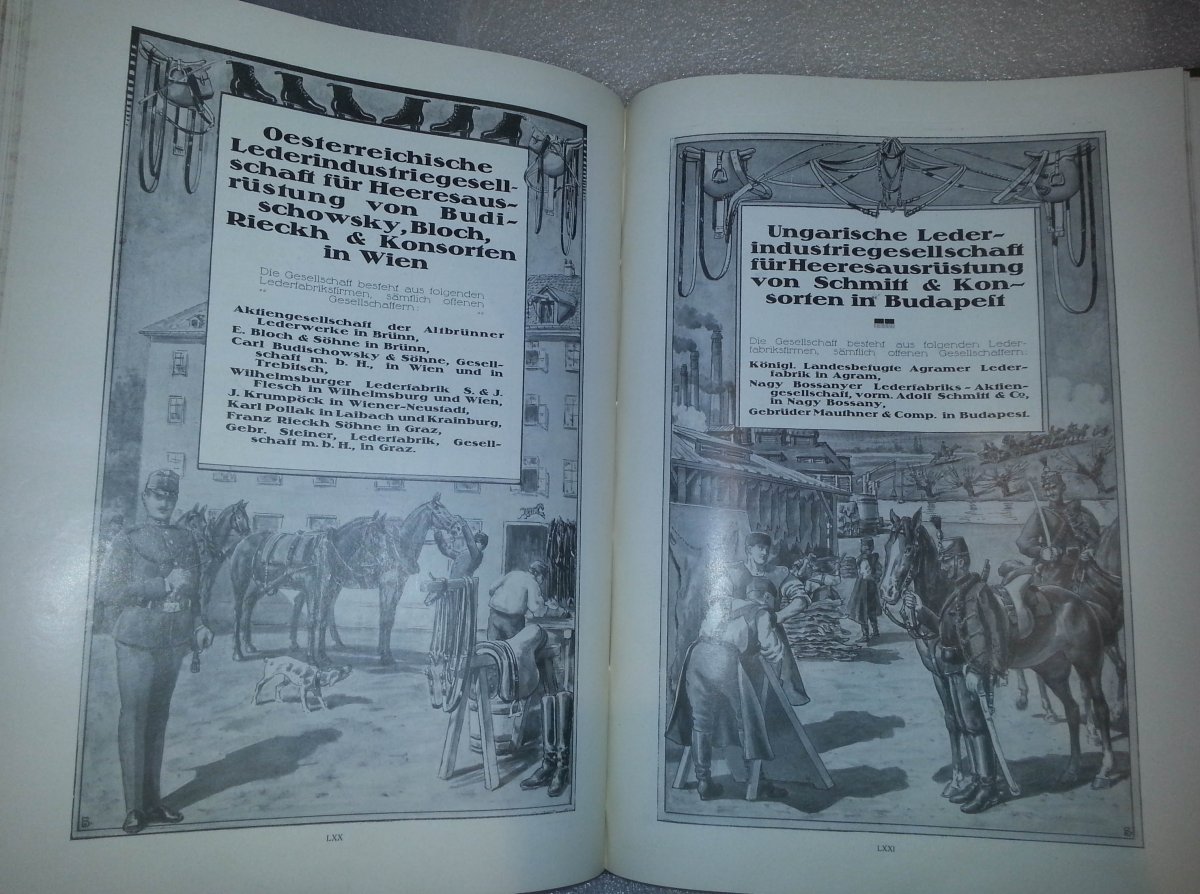 Oesterreichische
Lederindustriegesell-
schaft für Heeresaus-
rüstung von Budi-
schowsky, Bloch,
Rieckh & Konsorten
in Wien
Die Gesellschaft besteht aus folgenden
Lederfabriksfirmen, sämtlich offenen
Gesellschaftern:
Aktiengesellschaft der Altbrünner
Lederwerke in Brünn,
E. Bloch & Söhne in Brünn,
Carl Budischowsky & Söhne, Gesell-
schaft m. b. H., in Wien und in
Trebitsch,
Wilhelmsburger Lederfabrik S. & J.
Flesch in Wilhelmsburg und Wien,
J. Krumpöck in Wiener-Neustadt,
Karl Pollak in Laibach und Krainburg,
Franz Rieckh Söhne in Graz,
Gebr. Steiner, Lederfabrik, Gesell-
schaft m. b. H., in Graz.
LXX
Ungarische Leder-
industriegesellschaft
für Heeresausrüstung
von Schmitt & Kon-
sorten in Budapest
Die Gesellschaft besteht aus folgenden Leder-
fabriksfirmen, sämtlich offenen Gesellschaftern:
Königl. Landesbefugte Agramer Leder-
fabrik in Agram,
Nagy Bossanyer Lederfabriks-Aktien-
gesellschaft, vorm. Adolf Schmitt & Co,
in Nagy Bossany,
Gebrüder Mauthner & Comp. in Budapest.
LXXI